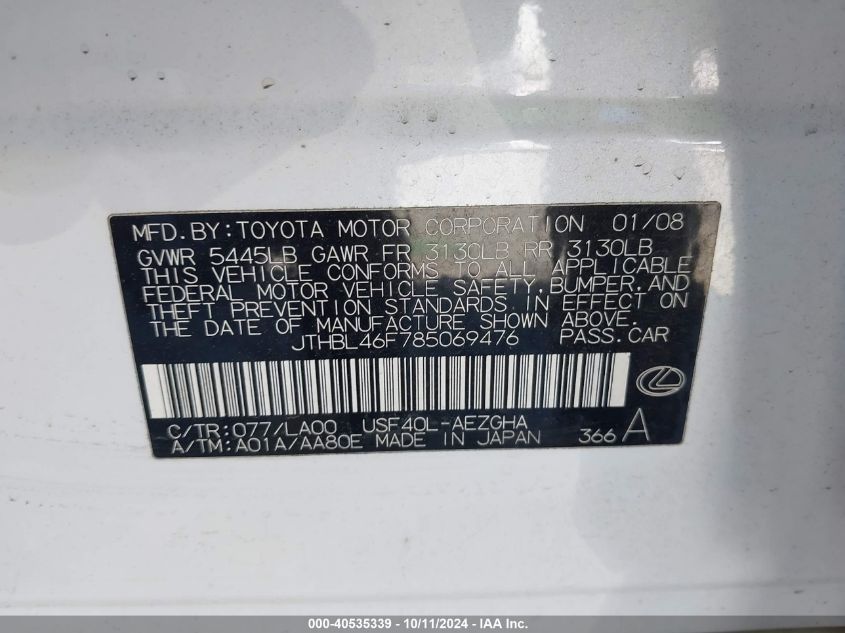 MFD. BY: TOYOTA MOTOR CORPORATION 01/08
GVWR 5445LB GAWR FR 3130LB RR 3130LB
THIS VEHICLE CONFORMS TO ALL APPLICABLE
FEDERAL MOTOR VEHICLE SAFETY, BUMPER, AND
THEFT PREVENTION STANDARDS IN EFFECT ON
THE DATE OF MANUFACTURE SHOWN ABOVE.
JTHBL46F785069476 PASS. CAR
C/TR: 077/LA00 USF40L-AEZGHA
A/TM: A01A/AA80E MADE IN JAPAN 366 A
000-40535339 - 10/11/2024 - IAA Inc.